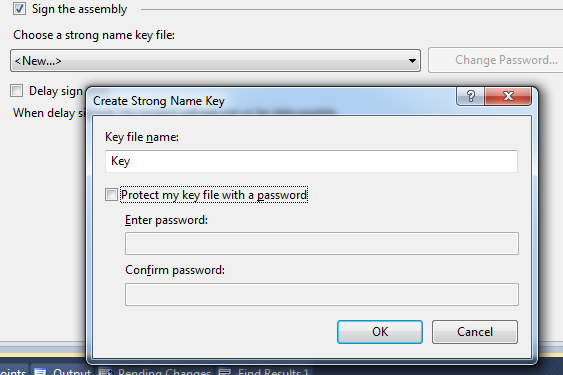 Sign the assembly
Choose a strong name key file:
<New...>
Change Password...
Delay sign
When delay si
Create Strong Name Key
?
Key file name:
Key
Protect my key file with a password
Enter password:
Confirm password:
OK
Cancel
oints
Output
Pending Changes
Find Results 1